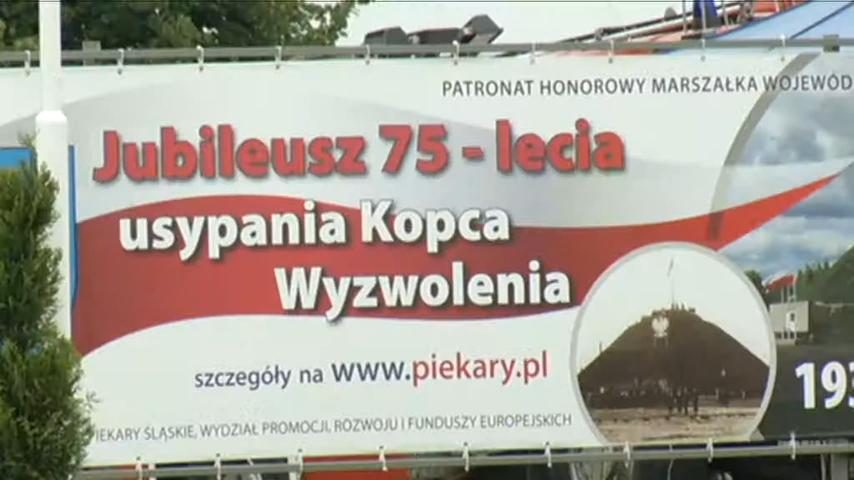 PATRONAT HONOROWY MARSZAŁKA WOJEWÓD
Jubileusz 75 - lecia
usypania Kopca
Wyzwolenia
szczegóły na www.piekary.pl
193
PIEKARY ŚLĄSKIE, WYDZIAŁ PROMOCJI, ROZWOJU I FUNDUSZY EUROPEJSKICH